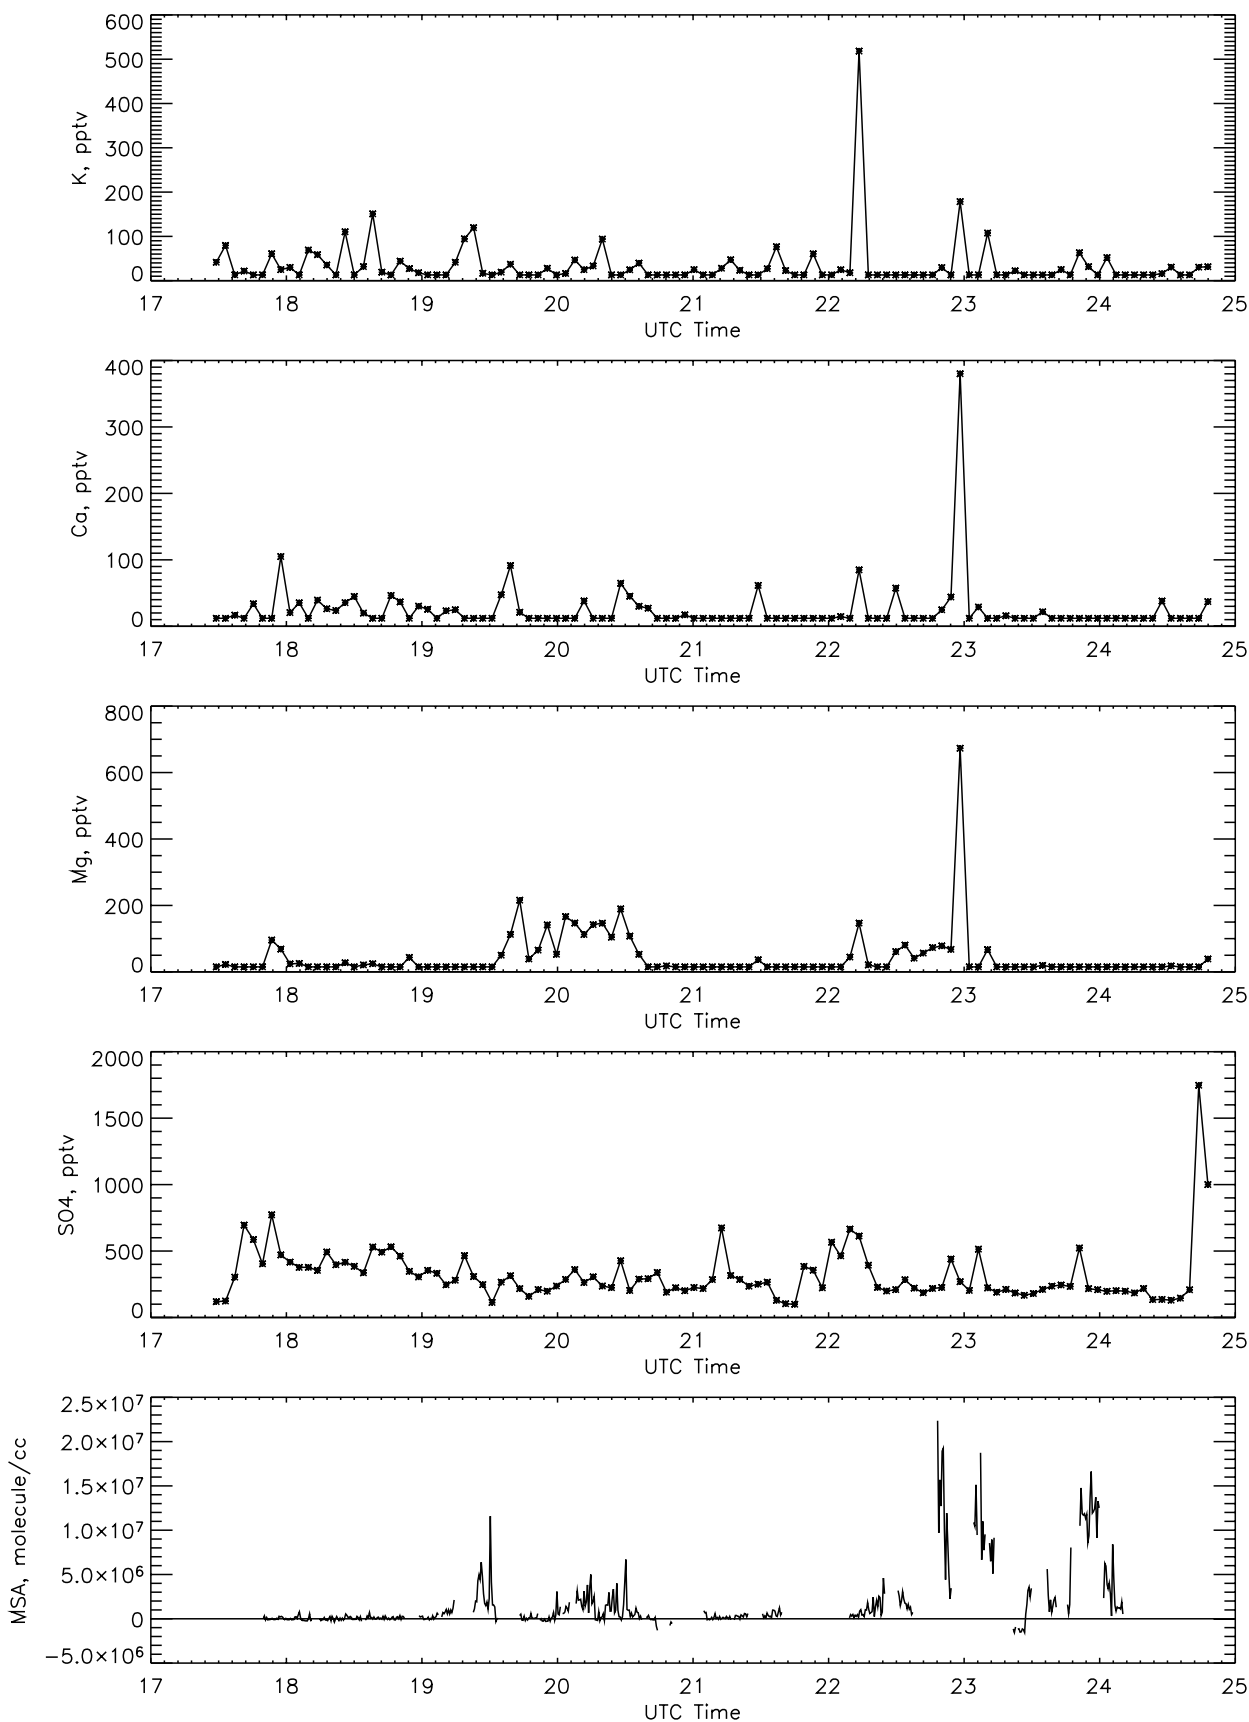 600
500
400
300
200
100
0
K, pptv
17 18 19 20 21 22 23 24 25
UTC Time
400
300
200
100
0
Ca, pptv
17 18 19 20 21 22 23 24 25
UTC Time
800
600
400
200
0
Mg, pptv
17 18 19 20 21 22 23 24 25
UTC Time
2000
1500
1000
500
0
SO4, pptv
17 18 19 20 21 22 23 24 25
UTC Time
2.5×10⁷
2.0×10⁷
1.5×10⁷
1.0×10⁷
5.0×10⁶
0
−5.0×10⁶
MSA, molecule/cc
17 18 19 20 21 22 23 24 25
UTC Time